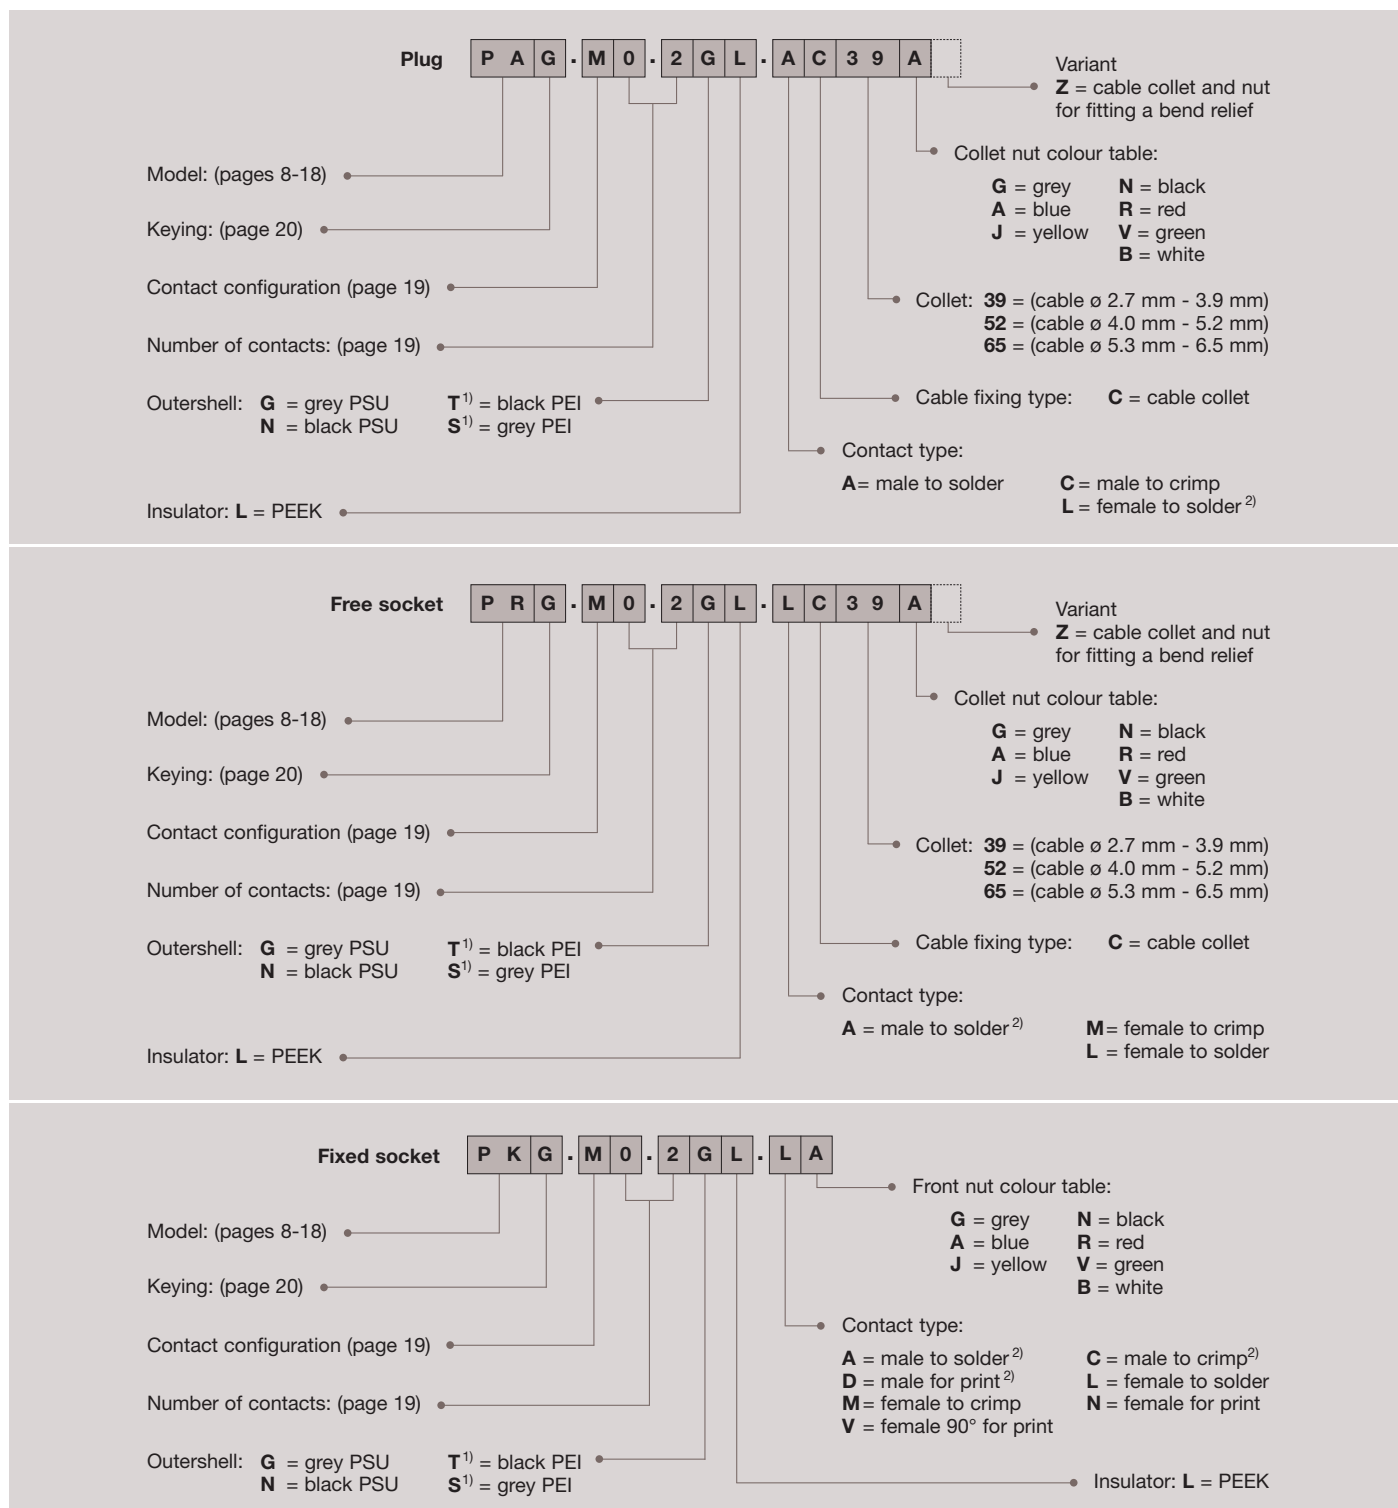 Plug P A G . M 0 . 2 G L . A C 3 9 A
Variant
Z = cable collet and nut
for fitting a bend relief
Collet nut colour table:
Model: (pages 8-18)
G = grey N = black
A = blue R = red
Keying: (page 20)
J = yellow V = green
B = white
Contact configuration (page 19)
Collet: 39 = (cable ø 2.7 mm - 3.9 mm)
52 = (cable ø 4.0 mm - 5.2 mm)
Number of contacts: (page 19)
65 = (cable ø 5.3 mm - 6.5 mm)
Outershell: G = grey PSU T 1) = black PEI
Cable fixing type: C = cable collet
N = black PSU S 1) = grey PEI
Contact type:
A= male to solder C = male to crimp
Insulator: L = PEEK
L = female to solder 2)
Free socket P R G . M 0 . 2 G L . L C 3 9 A
Variant
Z = cable collet and nut
for fitting a bend relief
Collet nut colour table:
Model: (pages 8-18)
G = grey N = black
A = blue R = red
Keying: (page 20)
J = yellow V = green
B = white
Contact configuration (page 19)
Collet: 39 = (cable ø 2.7 mm - 3.9 mm)
52 = (cable ø 4.0 mm - 5.2 mm)
Number of contacts: (page 19)
65 = (cable ø 5.3 mm - 6.5 mm)
Outershell: G = grey PSU T 1) = black PEI
Cable fixing type: C = cable collet
N = black PSU S 1) = grey PEI
Contact type:
A = male to solder 2) M= female to crimp
Insulator: L = PEEK
L = female to solder
Fixed socket P K G . M 0 . 2 G L . L A
Front nut colour table:
G = grey N = black
Model: (pages 8-18)
A = blue R = red
J = yellow V = green
Keying: (page 20)
B = white
Contact type:
Contact configuration (page 19)
A = male to solder 2) C = male to crimp2)
D = male for print 2) L = female to solder
Number of contacts: (page 19)
M= female to crimp N = female for print
V = female 90° for print
Outershell: G = grey PSU T 1) = black PEI
N = black PSU S 1) = grey PEI
Insulator: L = PEEK